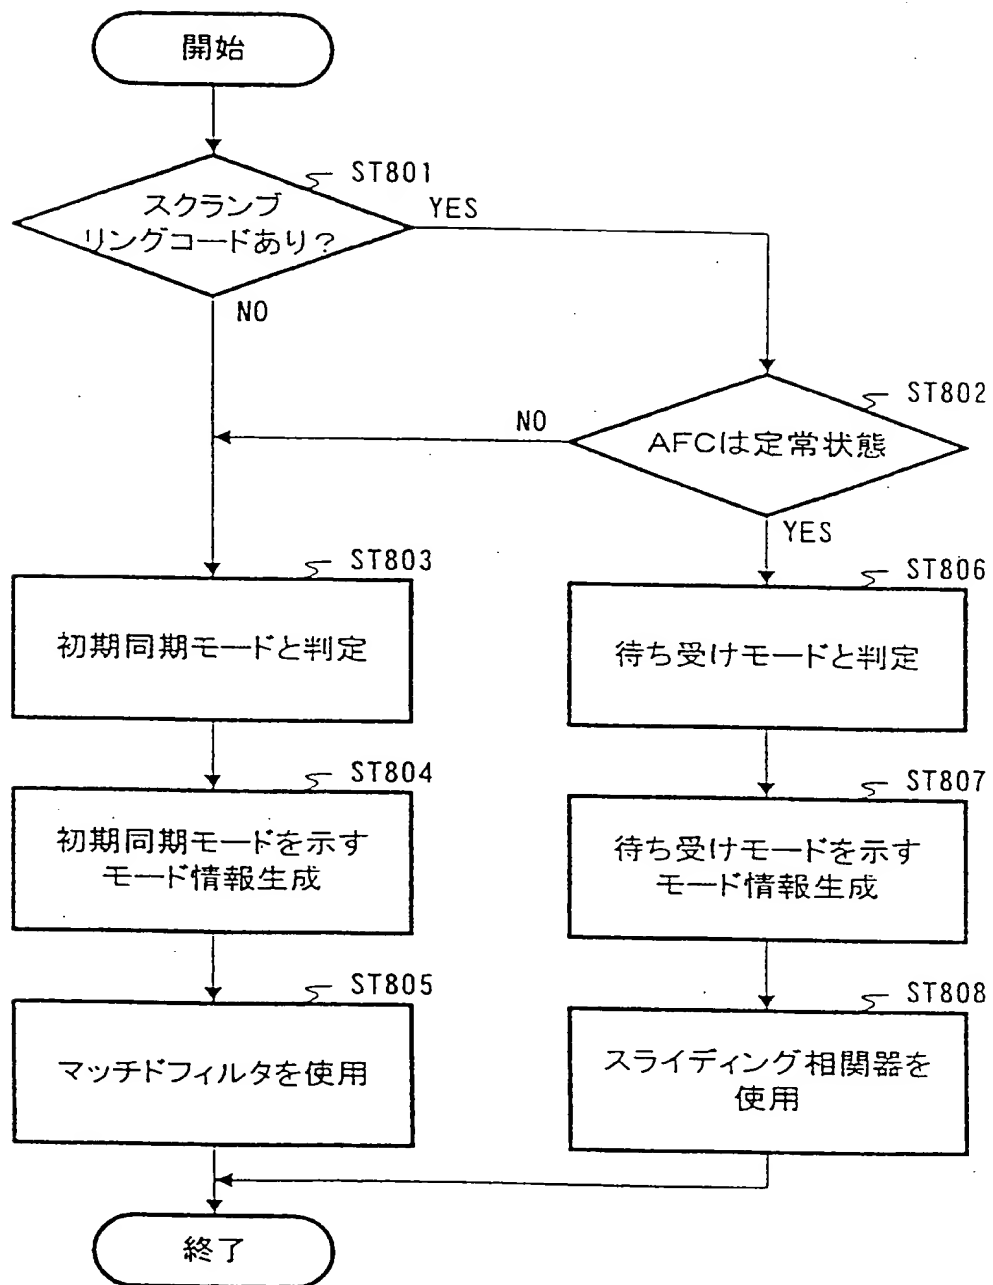 開始
ST801
スクランブ
リングコードあり?
YES
NO
ST802
AFCは定常状態
NO
YES
ST803
初期同期モードと判定
ST806
待ち受けモードと判定
ST804
初期同期モードを示す
モード情報生成
ST807
待ち受けモードを示す
モード情報生成
ST805
マッチドフィルタを使用
ST808
スライディング相関器を
使用
終了